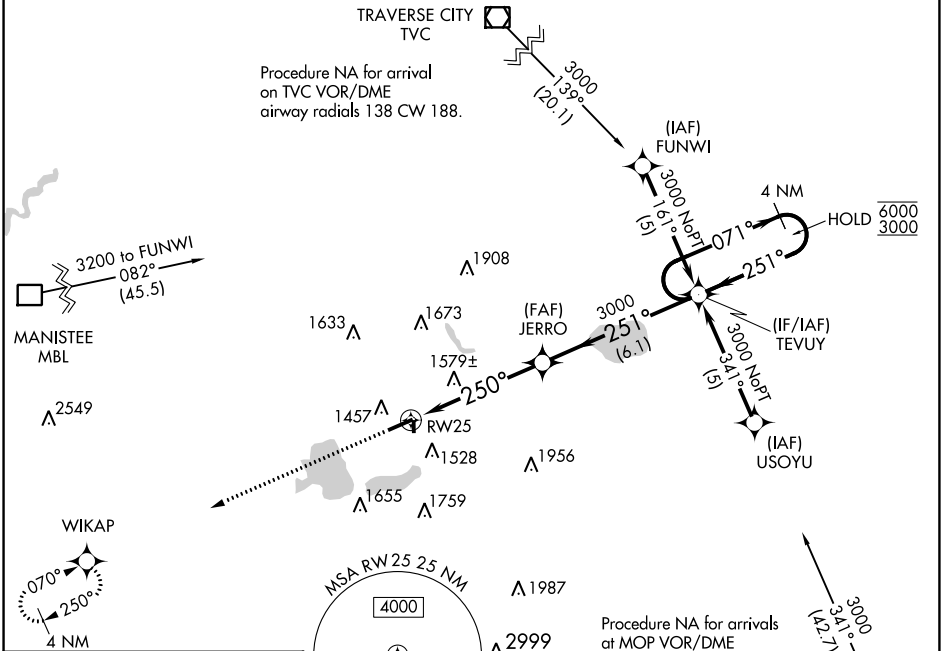 TRAVERSE CITY
TVC
Procedure NA for arrival
on TVC VOR/DME
airway radials 138 CW 188.
3000
139°
(20.1)
(IAF)
FUNWI
3000 NoPT
161°
(5)
4 NM
HOLD 6000
3000
071°
251°
3200 to FUNWI
082°
(45.5)
MANISTEE
MBL
1908
1673
1633
(FAF)
JERRO
3000
251°
(6.1)
(IF/IAF)
TEVUY
3000 NoPT
341°
(5)
(IAF)
USOYU
1579±
250°
2549
1457
RW25
1528
1956
1655
1759
WIKAP
070°
250°
4 NM
MSA RW25 25 NM
4000
1987
2999
Procedure NA for arrivals
at MOP VOR/DME
3000
341°
(42.7)